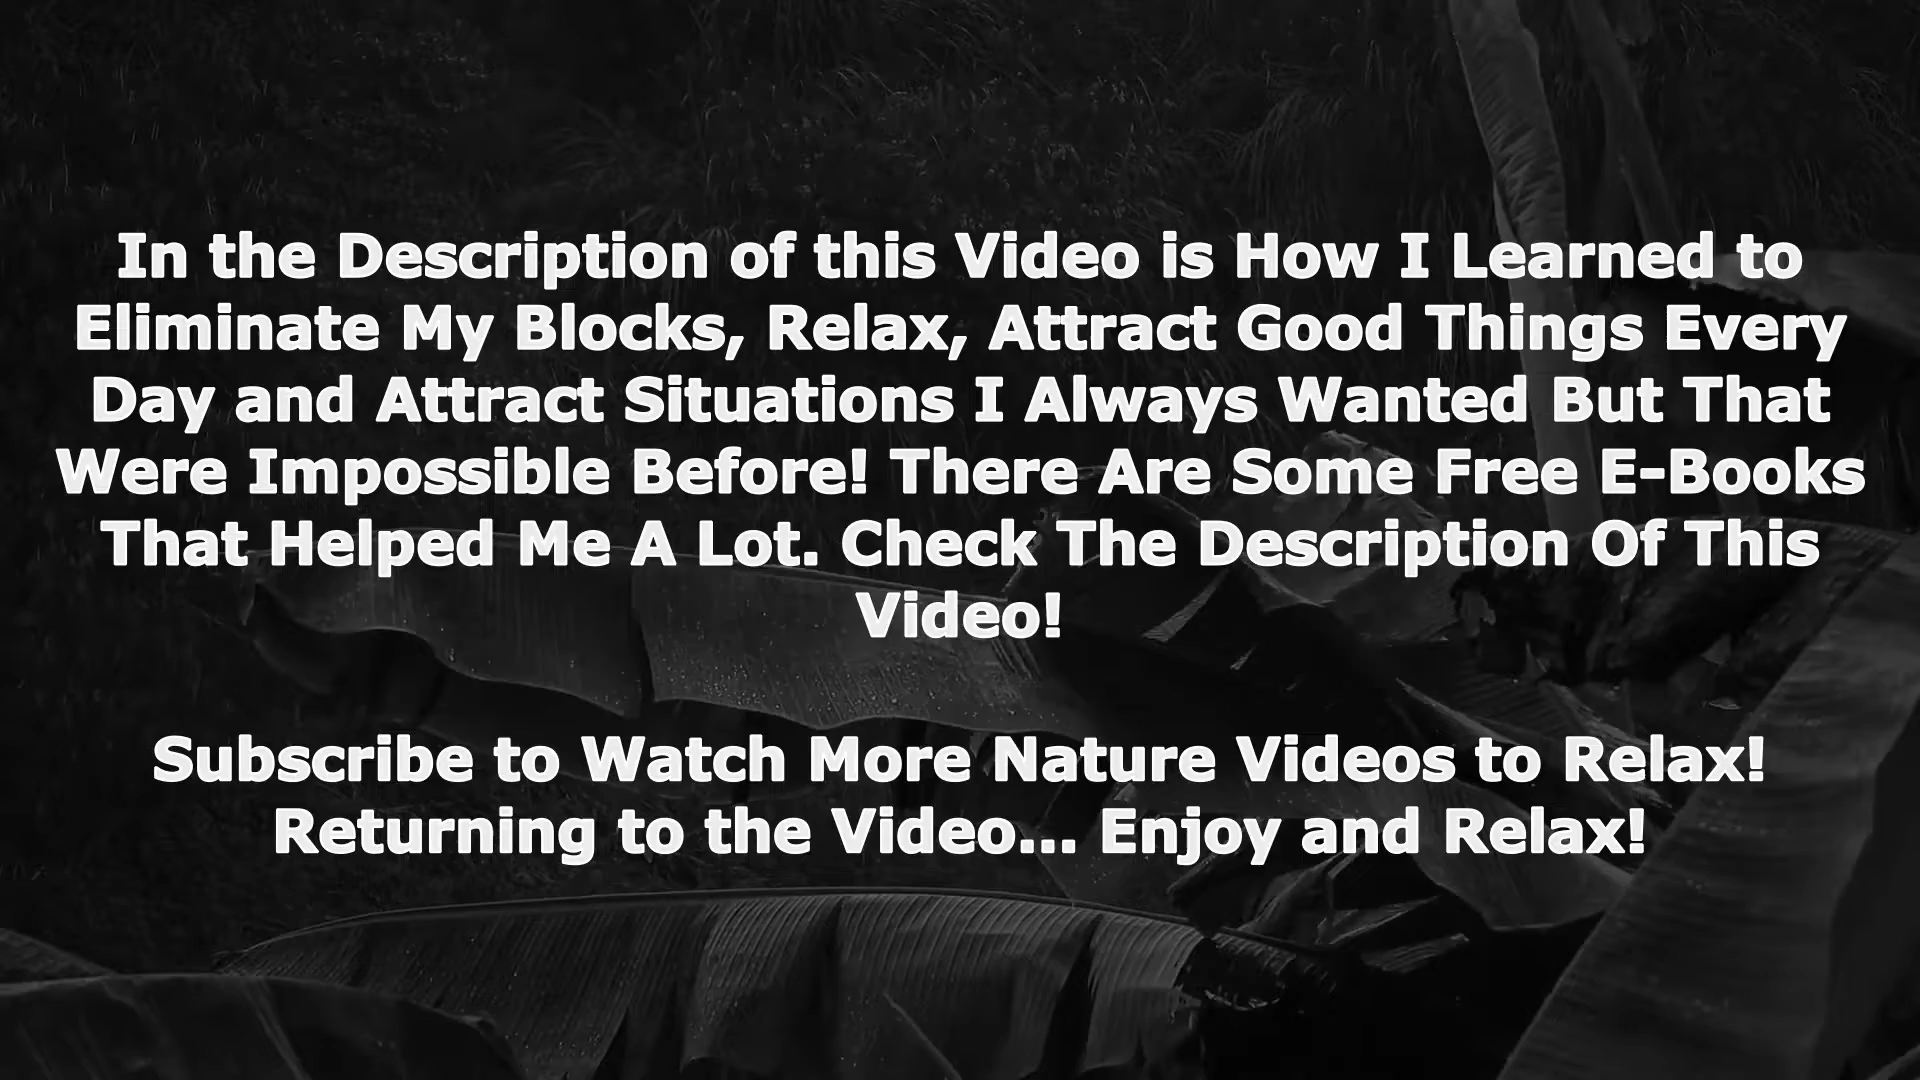 In the Description of this Video is How I Learned to
Eliminate My Blocks, Relax, Attract Good Things Every
Day and Attract Situations I Always Wanted But That
Were Impossible Before! There Are Some Free E-Books
That Helped Me A Lot. Check The Description Of This
Video!
Subscribe to Watch More Nature Videos to Relax!
Returning to the Video... Enjoy and Relax!